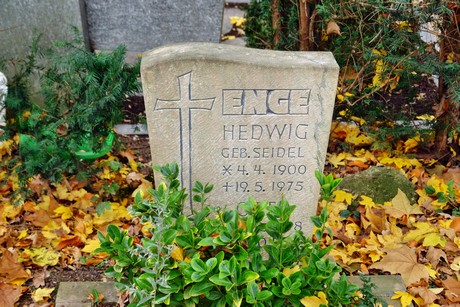 ENGE
HEDWIG
GEB. SEIDEL
* 4.4.1900
+ 19.5.1975